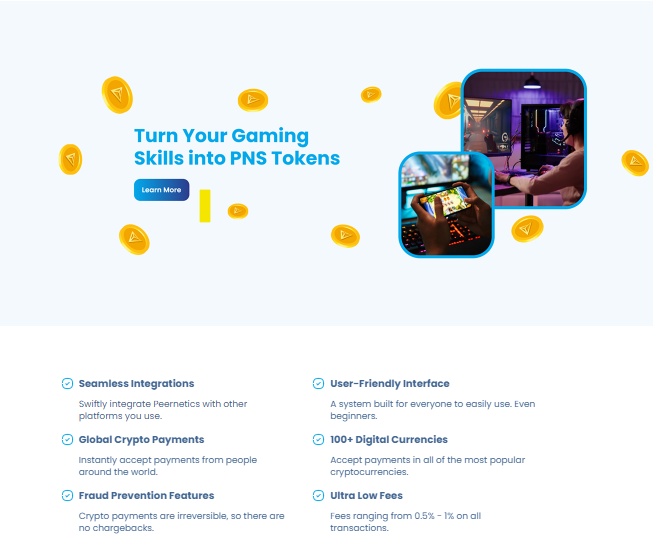 Turn Your Gaming
Skills into PNS Tokens
Learn More
Seamless Integrations
Swiftly integrate Peernetics with other
platforms you use.
User-Friendly Interface
A system built for everyone to easily use. Even
beginners.
Global Crypto Payments
Instantly accept payments from people
around the world.
100+ Digital Currencies
Accept payments in all of the most popular
cryptocurrencies.
Fraud Prevention Features
Crypto payments are irreversible, so there are
no chargebacks.
Ultra Low Fees
Fees ranging from 0.5% - 1% on all
transactions.